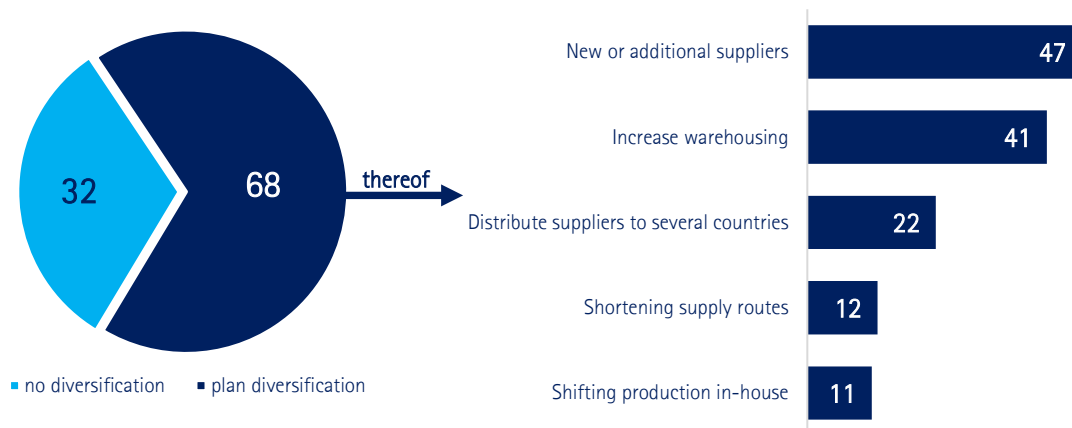 32
68
thereof
no diversification
plan diversification
New or additional suppliers
47
Increase warehousing
41
Distribute suppliers to several countries
22
Shortening supply routes
12
Shifting production in-house
11